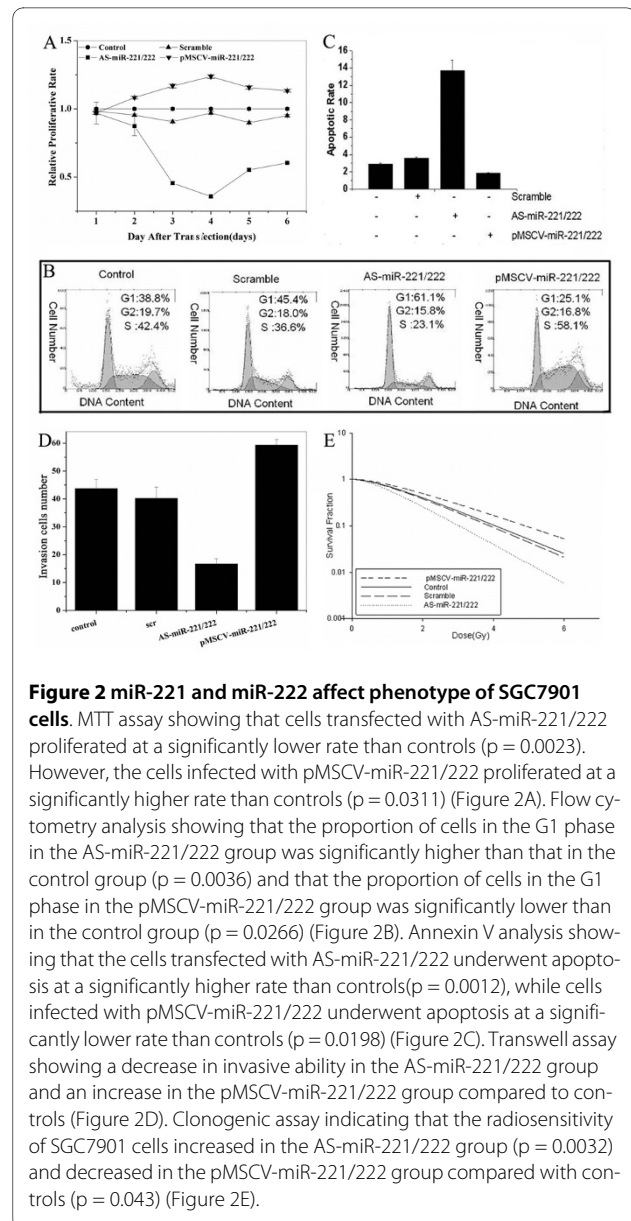 A
Control
Scramble
AS-miR-221/222
pMSCV-miR-221/222
1.5
1.0
0.5
Relative Proliferative Rate
1 2 3 4 5 6
Day After Transfection(days)
C
16
14
12
10
8
6
4
2
0
Apoptotic Rate
- + - - Scramble
- - + - AS-miR-221/222
- - - + pMSCV-miR-221/222
B
Control
G1:38.8%
G2:19.7%
S :42.4%
Cell Number
DNA Content
Scramble
G1:45.4%
G2:18.0%
S :36.6%
Cell Number
DNA Content
AS-miR-221/222
G1:61.1%
G2:15.8%
S :23.1%
Cell Number
DNA Content
pMSCV-miR-221/222
G1:25.1%
G2:16.8%
S :58.1%
Cell Number
DNA Content
D
60
50
40
30
20
10
0
Invasion cells number
control
scr
AS-miR-221/222
pMSCV-miR-221/222
E
10
1
0.1
0.01
0.004
Survival Fraction
pMSCV-miR-221/222
Control
Scramble
AS-miR-221/222
0 2 4 6
Dose(Gy)
Figure 2 miR-221 and miR-222 affect phenotype of SGC7901
cells. MTT assay showing that cells transfected with AS-miR-221/222
proliferated at a significantly lower rate than controls (p = 0.0023).
However, the cells infected with pMSCV-miR-221/222 proliferated at a
significantly higher rate than controls (p = 0.0311) (Figure 2A). Flow cy-
tometry analysis showing that the proportion of cells in the G1 phase
in the AS-miR-221/222 group was significantly higher than that in the
control group (p = 0.0036) and that the proportion of cells in the G1
phase in the pMSCV-miR-221/222 group was significantly lower than
in the control group (p = 0.0266) (Figure 2B). Annexin V analysis show-
ing that the cells transfected with AS-miR-221/222 underwent apopto-
sis at a significantly higher rate than controls(p = 0.0012), while cells
infected with pMSCV-miR-221/222 underwent apoptosis at a signifi-
cantly lower rate than controls (p = 0.0198) (Figure 2C). Transwell assay
showing a decrease in invasive ability in the AS-miR-221/222 group
and an increase in the pMSCV-miR-221/222 group compared to con-
trols (Figure 2D). Clonogenic assay indicating that the radiosensitivity
of SGC7901 cells increased in the AS-miR-221/222 group (p = 0.0032)
and decreased in the pMSCV-miR-221/222 group compared with con-
trols (p = 0.043) (Figure 2E).